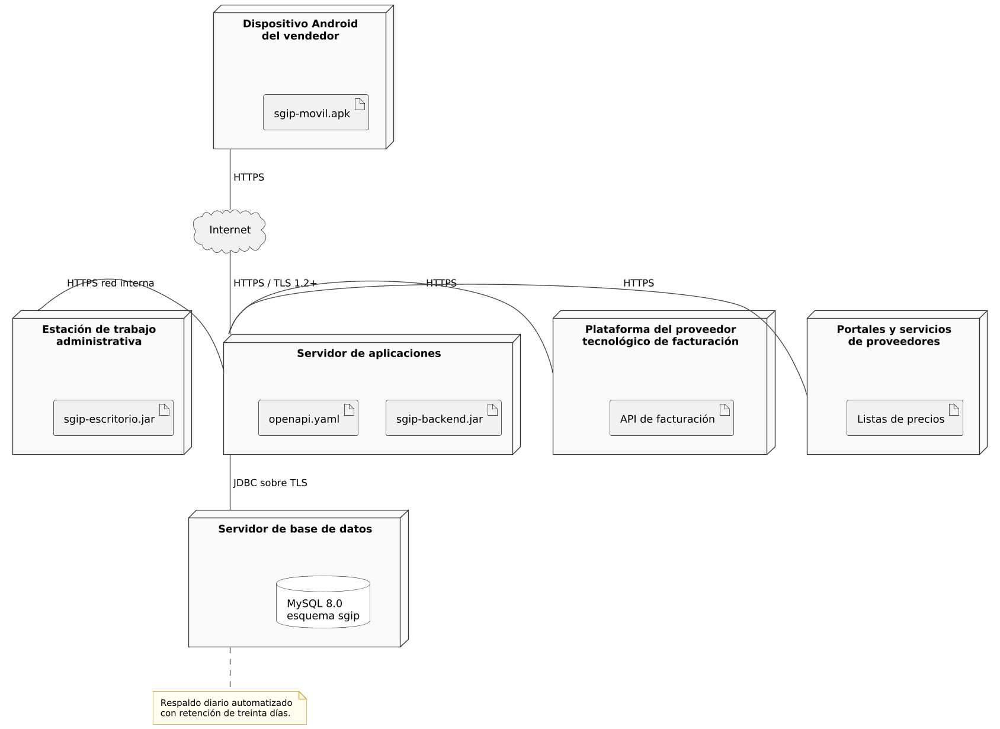 Dispositivo Android
del vendedor
sgip-movil.apk
HTTPS
Internet
HTTPS red interna
HTTPS / TLS 1.2+
HTTPS
HTTPS
Estación de trabajo
administrativa
sgip-escritorio.jar
Servidor de aplicaciones
openapi.yaml
sgip-backend.jar
Plataforma del proveedor
tecnológico de facturación
API de facturación
Portales y servicios
de proveedores
Listas de precios
JDBC sobre TLS
Servidor de base de datos
MySQL 8.0
esquema sgip
Respaldo diario automatizado
con retención de treinta días.